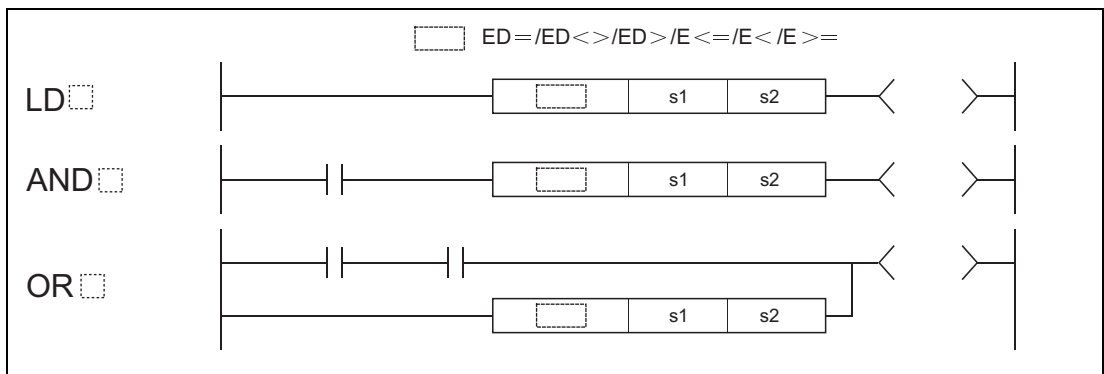 ED=/ED<>/ED>/E<=/E</E>=
LD
s1 s2
AND
s1 s2
OR
s1 s2